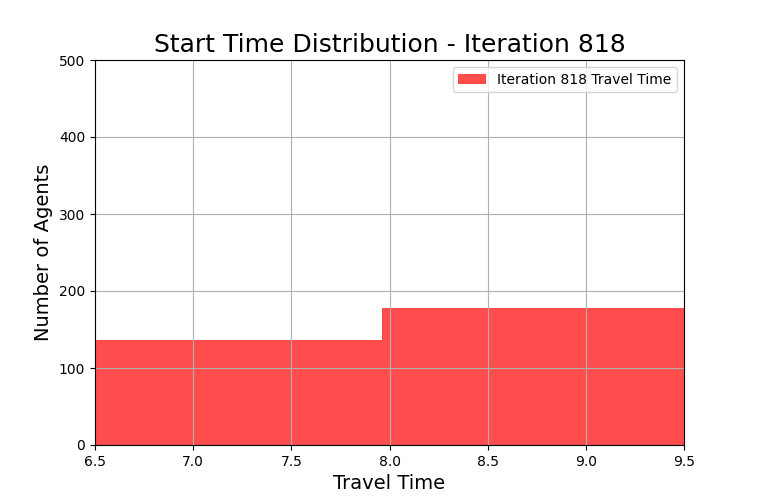 Start Time Distribution - Iteration 818
500
Iteration 818 Travel Time
400
300
200
100
0
Number of Agents
6.5 7.0 7.5 8.0 8.5 9.0 9.5
Travel Time